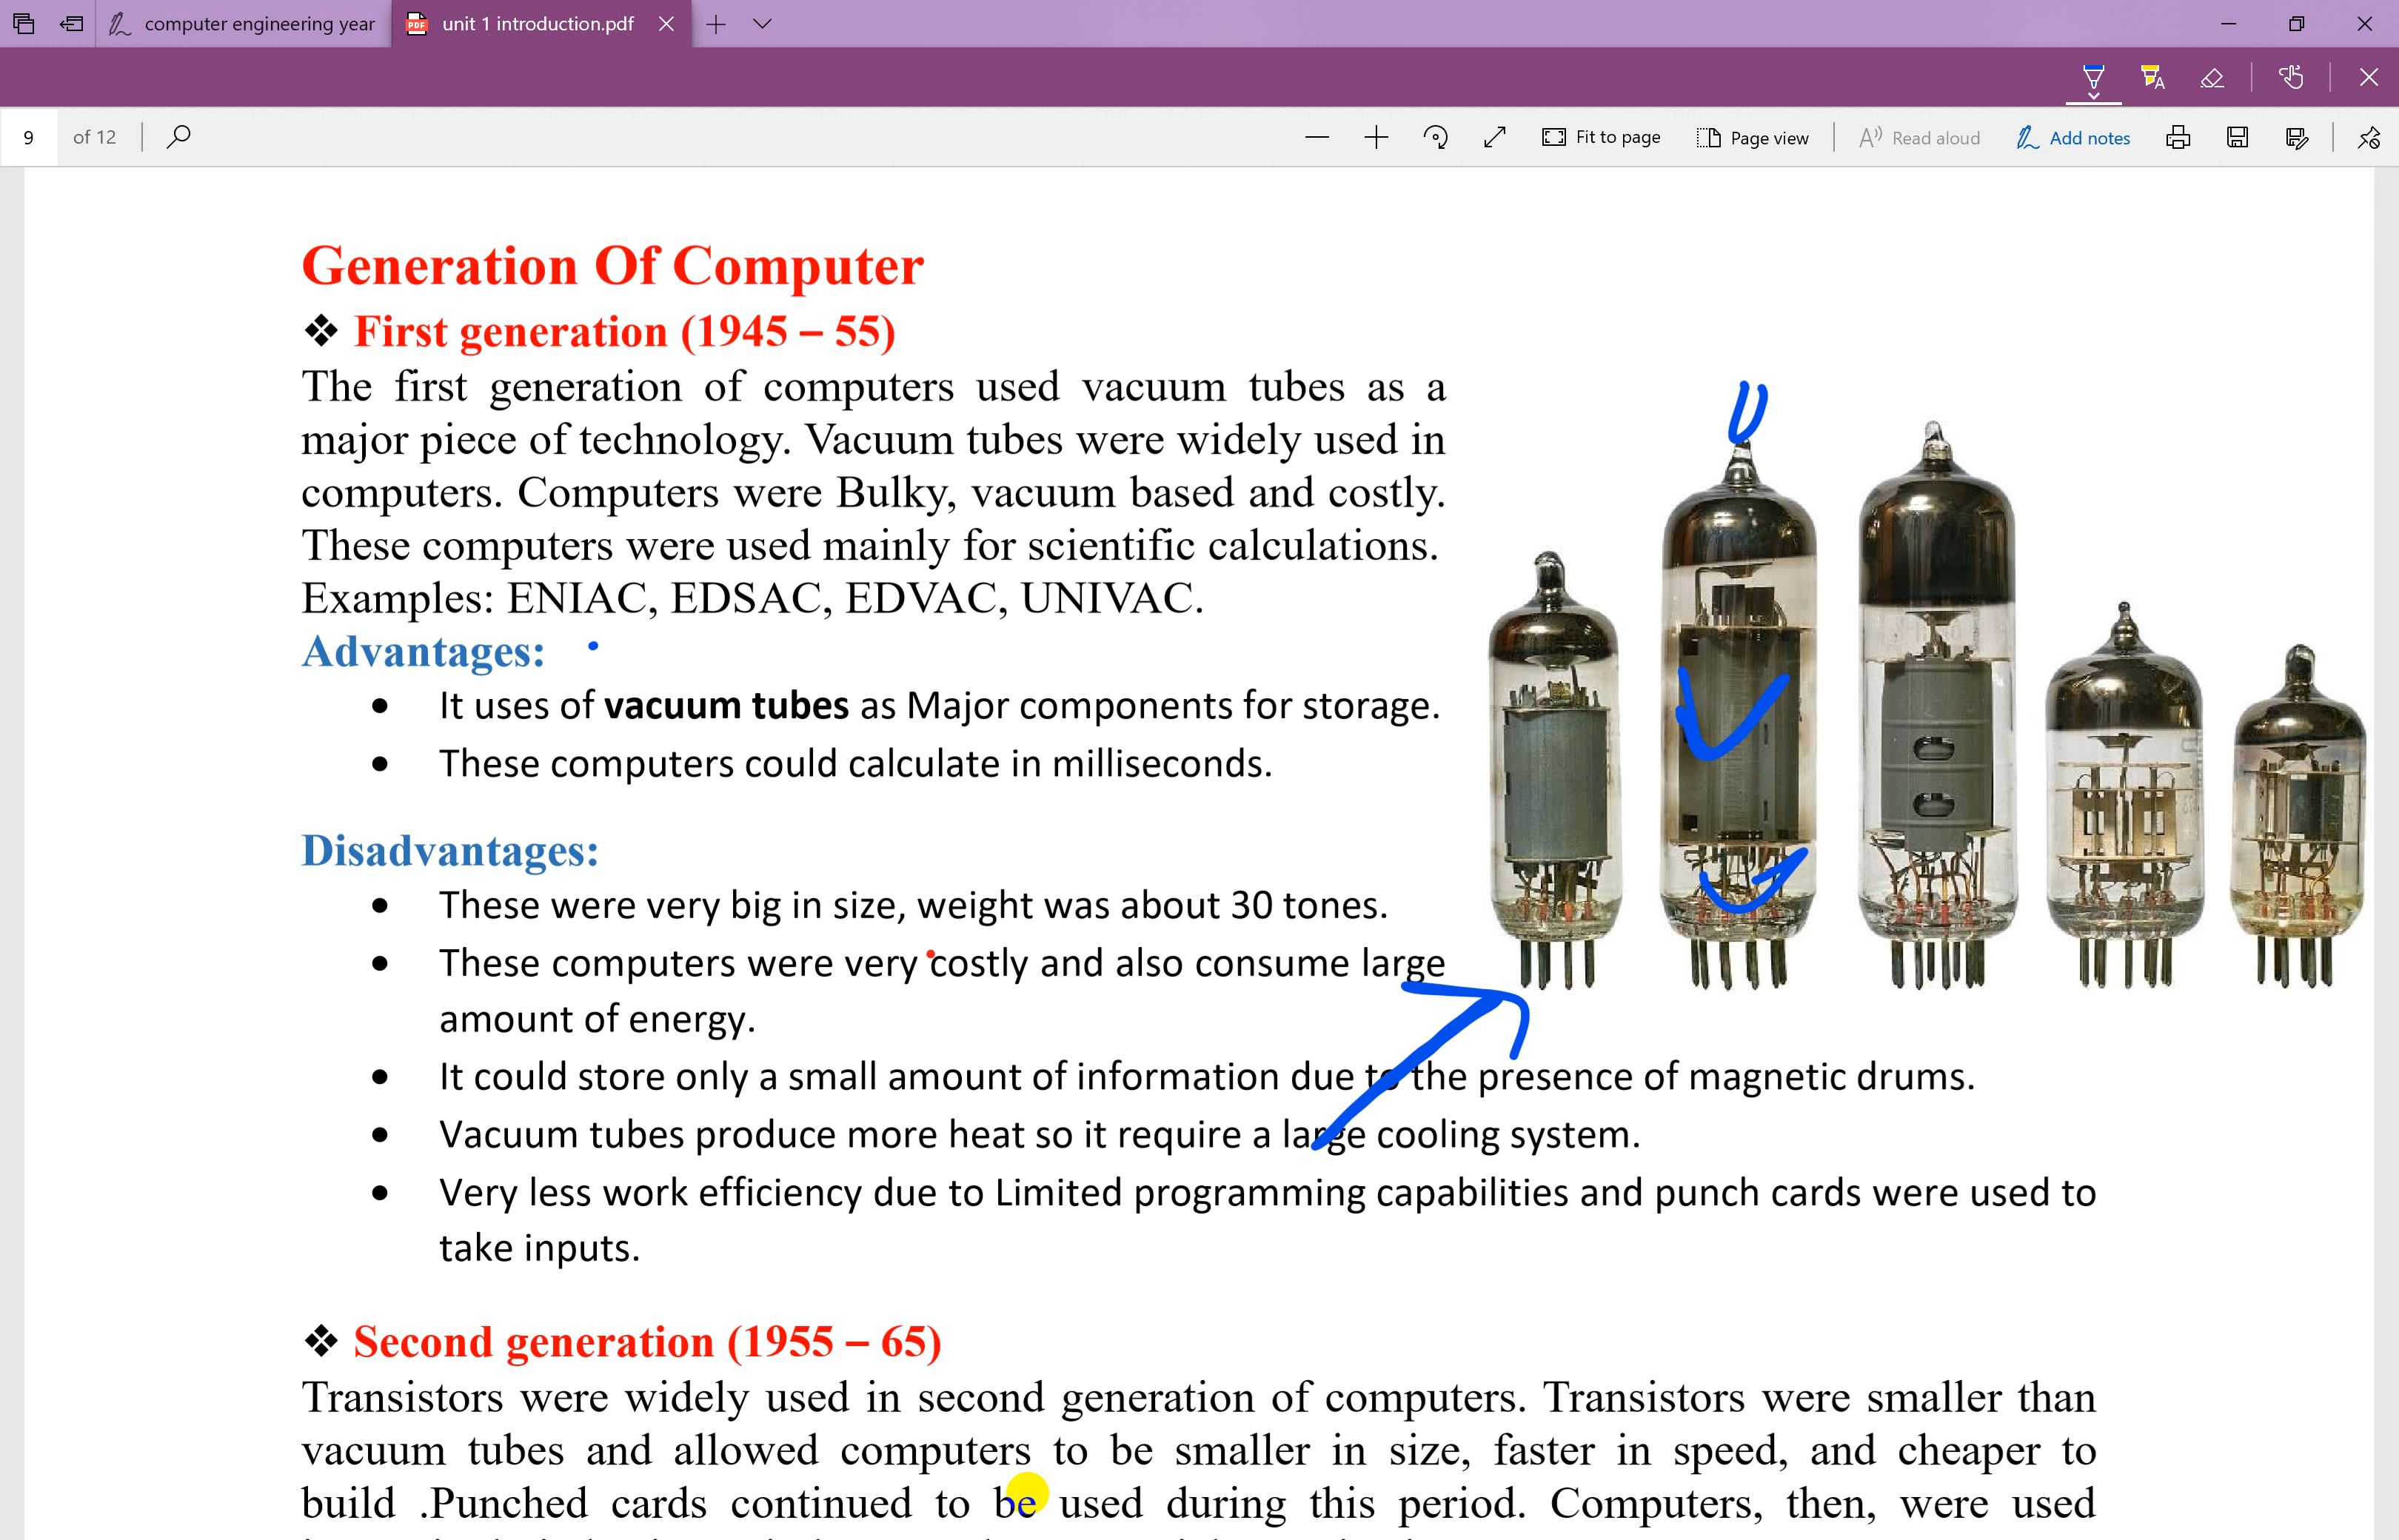 computer engineering year
unit 1 introduction.pdf
9 of 12
Fit to page
Page view
Read aloud
Add notes
Generation Of Computer
❖ First generation (1945 – 55)
The first generation of computers used vacuum tubes as a
major piece of technology. Vacuum tubes were widely used in
computers. Computers were Bulky, vacuum based and costly.
These computers were used mainly for scientific calculations.
Examples: ENIAC, EDSAC, EDVAC, UNIVAC.
Advantages:
• It uses of vacuum tubes as Major components for storage.
• These computers could calculate in milliseconds.
Disadvantages:
• These were very big in size, weight was about 30 tones.
• These computers were very costly and also consume large
amount of energy.
• It could store only a small amount of information due to the presence of magnetic drums.
• Vacuum tubes produce more heat so it require a large cooling system.
• Very less work efficiency due to Limited programming capabilities and punch cards were used to
take inputs.
❖ Second generation (1955 – 65)
Transistors were widely used in second generation of computers. Transistors were smaller than
vacuum tubes and allowed computers to be smaller in size, faster in speed, and cheaper to
build .Punched cards continued to be used during this period. Computers, then, were used